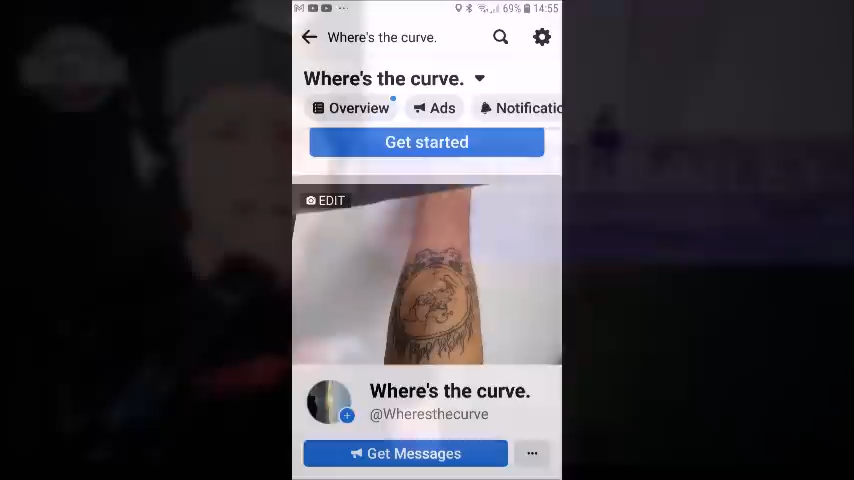 69% 14:55
Where's the curve.
Where's the curve.
Overview Ads Notificatio
Get started
EDIT
Where's the curve.
@Wheresthecurve
Get Messages